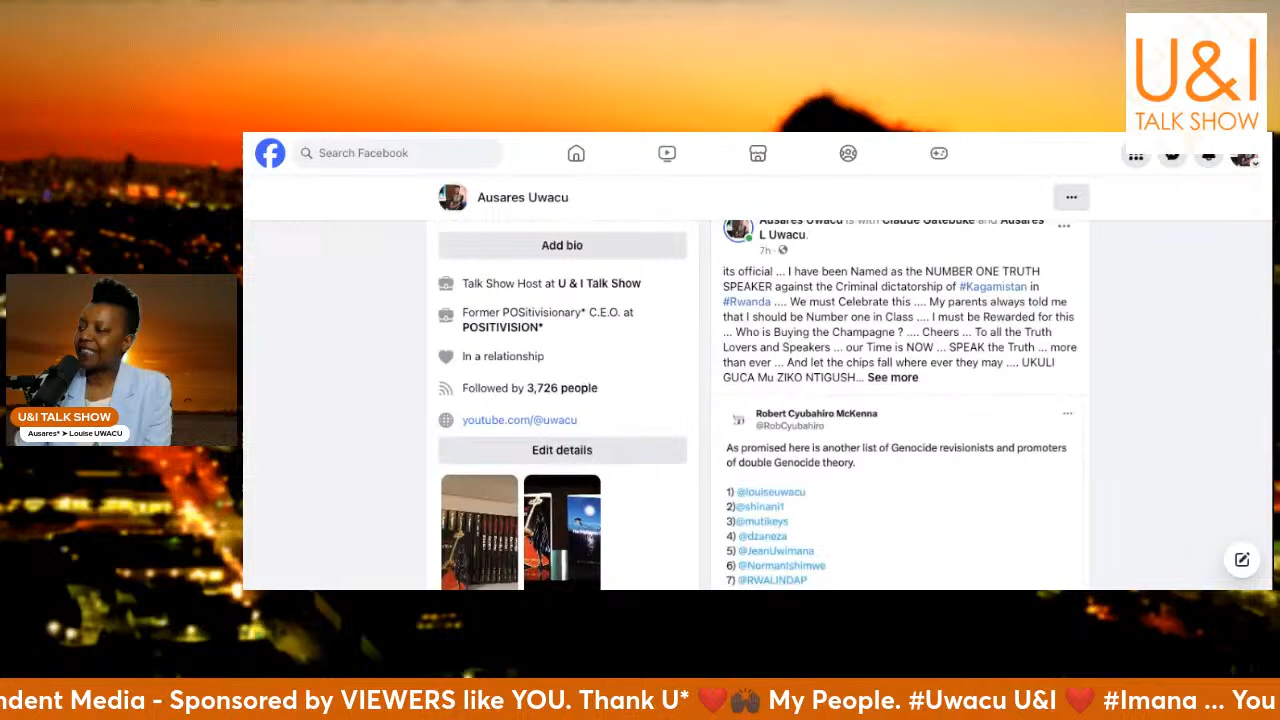 U&I
TALK SHOW
Search Facebook
Ausares Uwacu
Add bio
Talk Show Host at U & I Talk Show
Former POSitivisionary* C.E.O. at
POSITIVISION*
In a relationship
Followed by 3,726 people
youtube.com/@uwacu
Edit details
Ausares Uwacu is with Claude Gatebuke and Ausares
L Uwacu.
7h ·
its official ... I have been Named as the NUMBER ONE TRUTH
SPEAKER against the Criminal dictatorship of #Kagamistan in
#Rwanda .... We must Celebrate this .... My parents always told me
that I should be Number one in Class .... I must be Rewarded for this
... Who is Buying the Champagne ? .... Cheers ... To all the Truth
Lovers and Speakers ... our Time is NOW ... SPEAK the Truth ... more
than ever ... And let the chips fall where ever they may .... UKULI
GUCA Mu ZIKO NTIGUSH... See more
Robert Cyubahiro McKenna
@RobCyubahiro
As promised here is another list of Genocide revisionists and promoters
of double Genocide theory.
1) @louiseuwacu
2)@shinani1
3)@mutikeys
4) @dzaneza
5) @JeanUwimana
6) @NormanIshimwe
7) @RWALINDAP
U&I TALK SHOW
Ausares* ➤ Louise UWACU
ndent Media - Sponsored by VIEWERS like YOU. Thank U* ❤️🙌🏿 My People. #Uwacu U&I ❤️ #Imana ... You